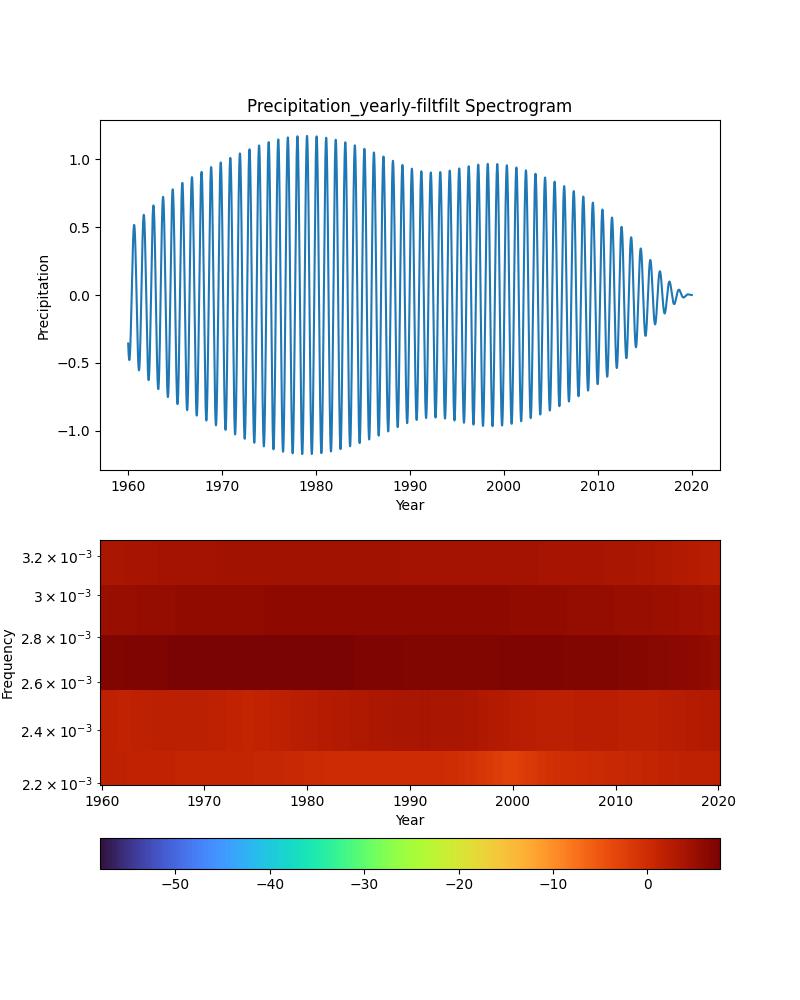 Precipitation_yearly-filtfilt Spectrogram
1.0
0.5
0.0
−0.5
−1.0
Precipitation
1960 1970 1980 1990 2000 2010 2020
Year
3.2 × 10⁻³
3 × 10⁻³
2.8 × 10⁻³
2.6 × 10⁻³
2.4 × 10⁻³
2.2 × 10⁻³
Frequency
1960 1970 1980 1990 2000 2010 2020
Year
−50 −40 −30 −20 −10 0